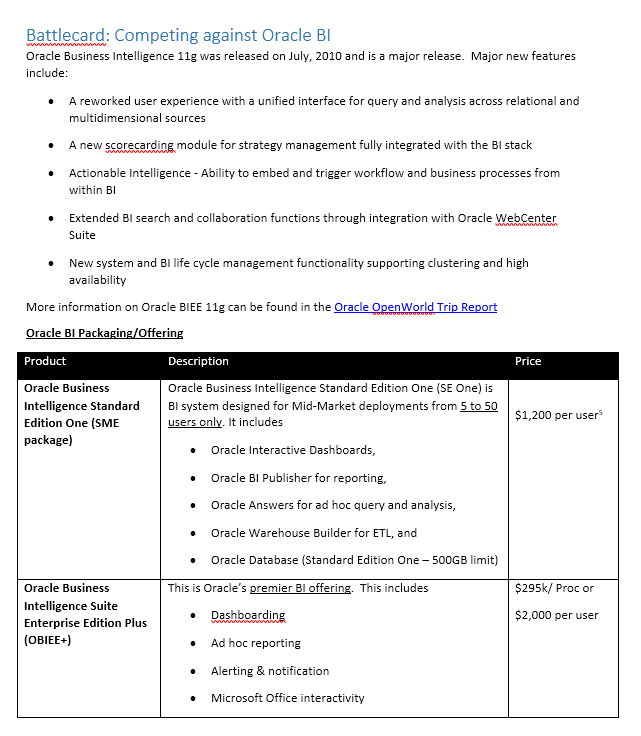 Battlecard: Competing against Oracle BI
Oracle Business Intelligence 11g was released on July, 2010 and is a major release.  Major new features
include:
• A reworked user experience with a unified interface for query and analysis across relational and
multidimensional sources
• A new scorecarding module for strategy management fully integrated with the BI stack
• Actionable Intelligence - Ability to embed and trigger workflow and business processes from
within BI
• Extended BI search and collaboration functions through integration with Oracle WebCenter
Suite
• New system and BI life cycle management functionality supporting clustering and high
availability
More information on Oracle BIEE 11g can be found in the Oracle OpenWorld Trip Report
Oracle BI Packaging/Offering
Product Description Price
Oracle Business
Intelligence Standard
Edition One (SME
package)
Oracle Business Intelligence Standard Edition One (SE One) is
BI system designed for Mid-Market deployments from 5 to 50
users only. It includes
• Oracle Interactive Dashboards,
• Oracle BI Publisher for reporting,
• Oracle Answers for ad hoc query and analysis,
• Oracle Warehouse Builder for ETL, and
• Oracle Database (Standard Edition One – 500GB limit)
$1,200 per user⁵
Oracle Business
Intelligence Suite
Enterprise Edition Plus
(OBIEE+)
This is Oracle’s premier BI offering.  This includes
• Dashboarding
• Ad hoc reporting
• Alerting & notification
• Microsoft Office interactivity
$295k/ Proc or
$2,000 per user